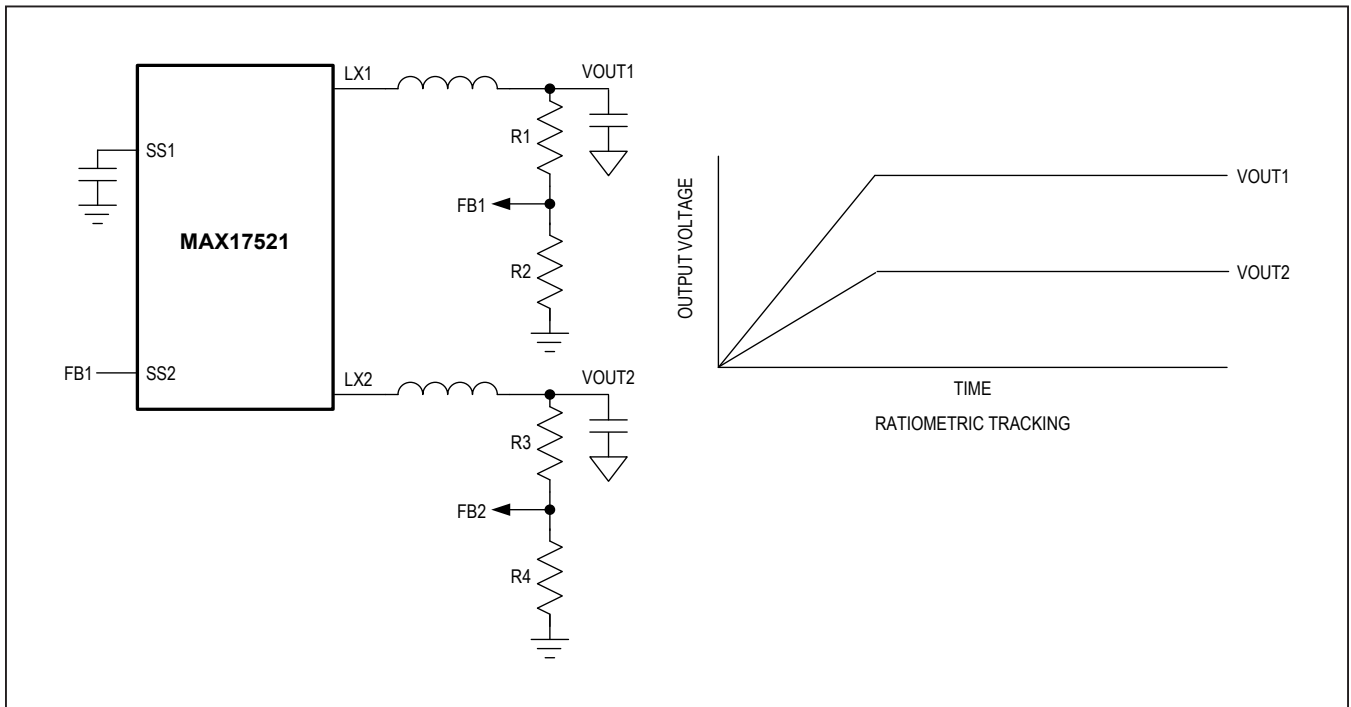 LX1
VOUT1
R1
SS1
FB1
MAX17521
R2
FB1
SS2
LX2
VOUT2
R3
FB2
R4
OUTPUT VOLTAGE
VOUT1
VOUT2
TIME
RATIOMETRIC TRACKING